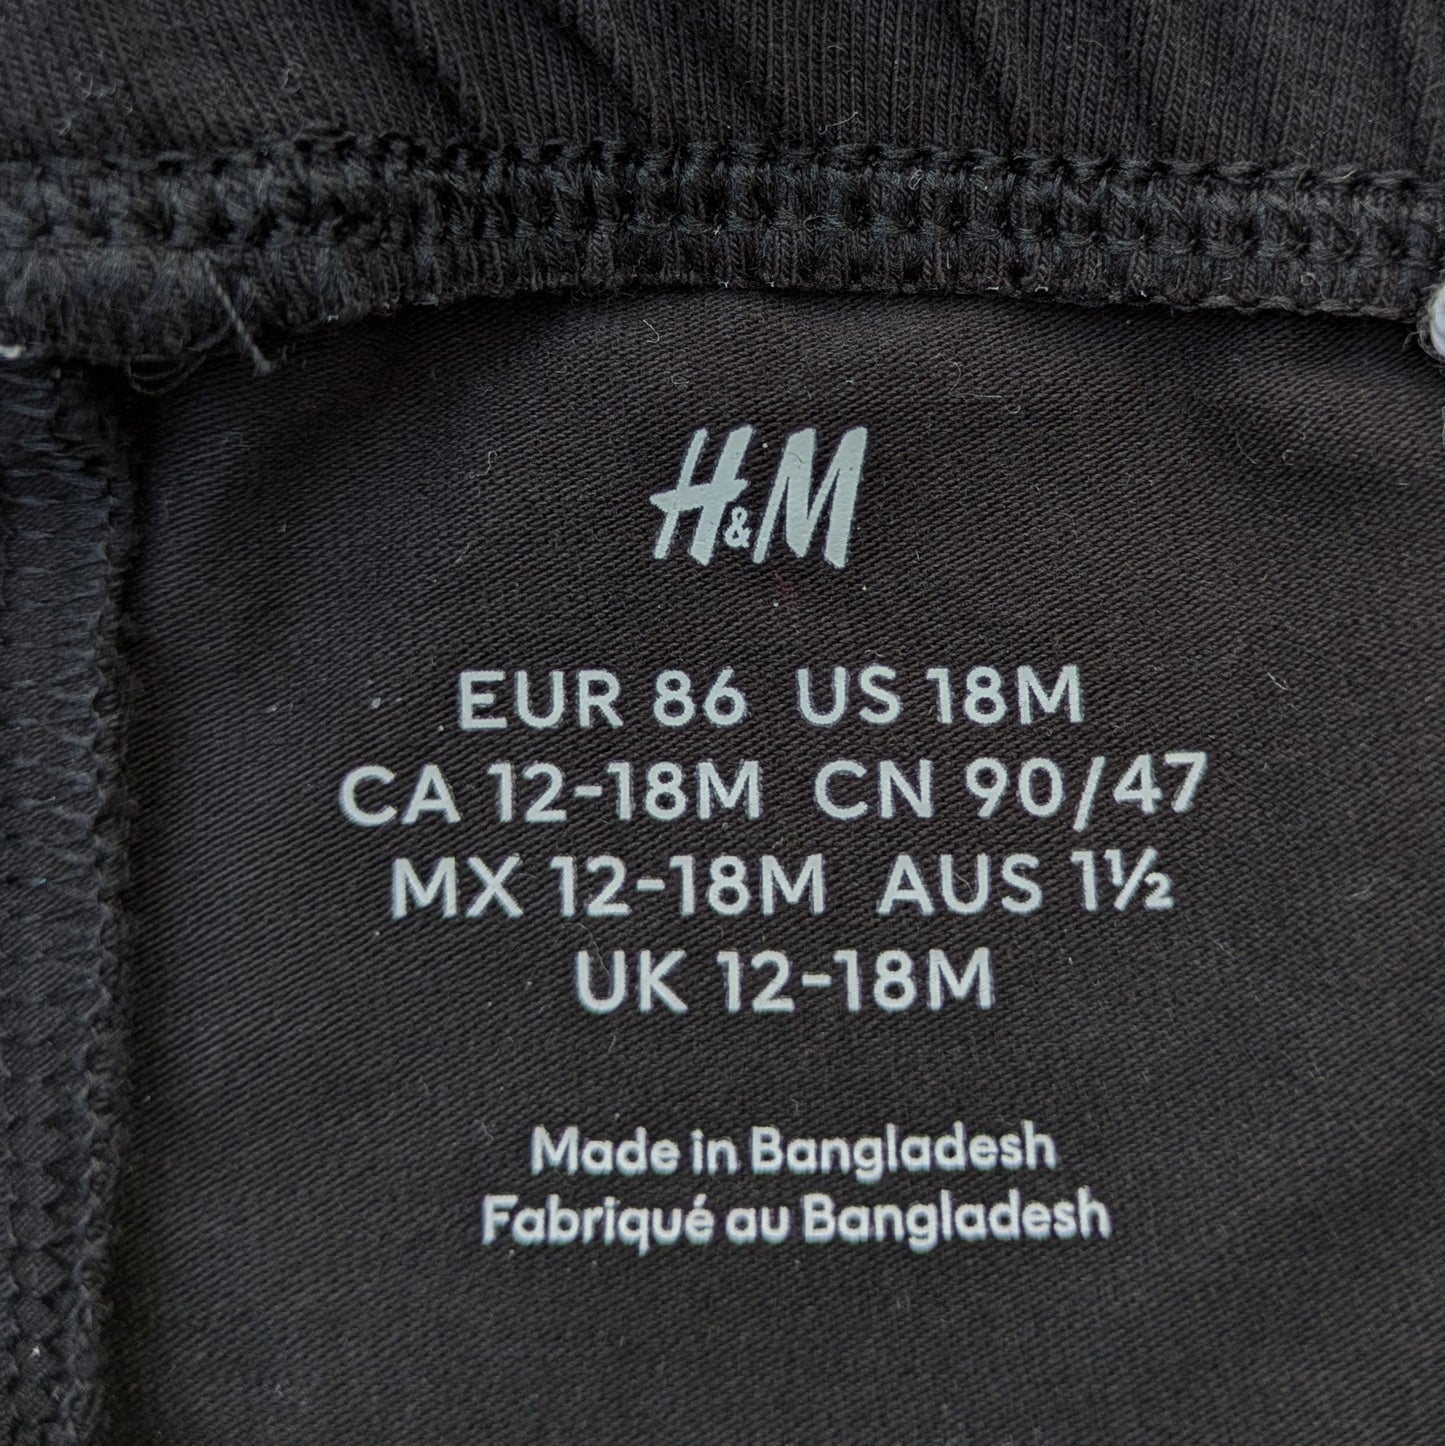 H&M
EUR 86 US 18M
CA 12-18M CN 90/47
MX 12-18M AUS 1½
UK 12-18M
Made in Bangladesh
Fabriqué au Bangladesh